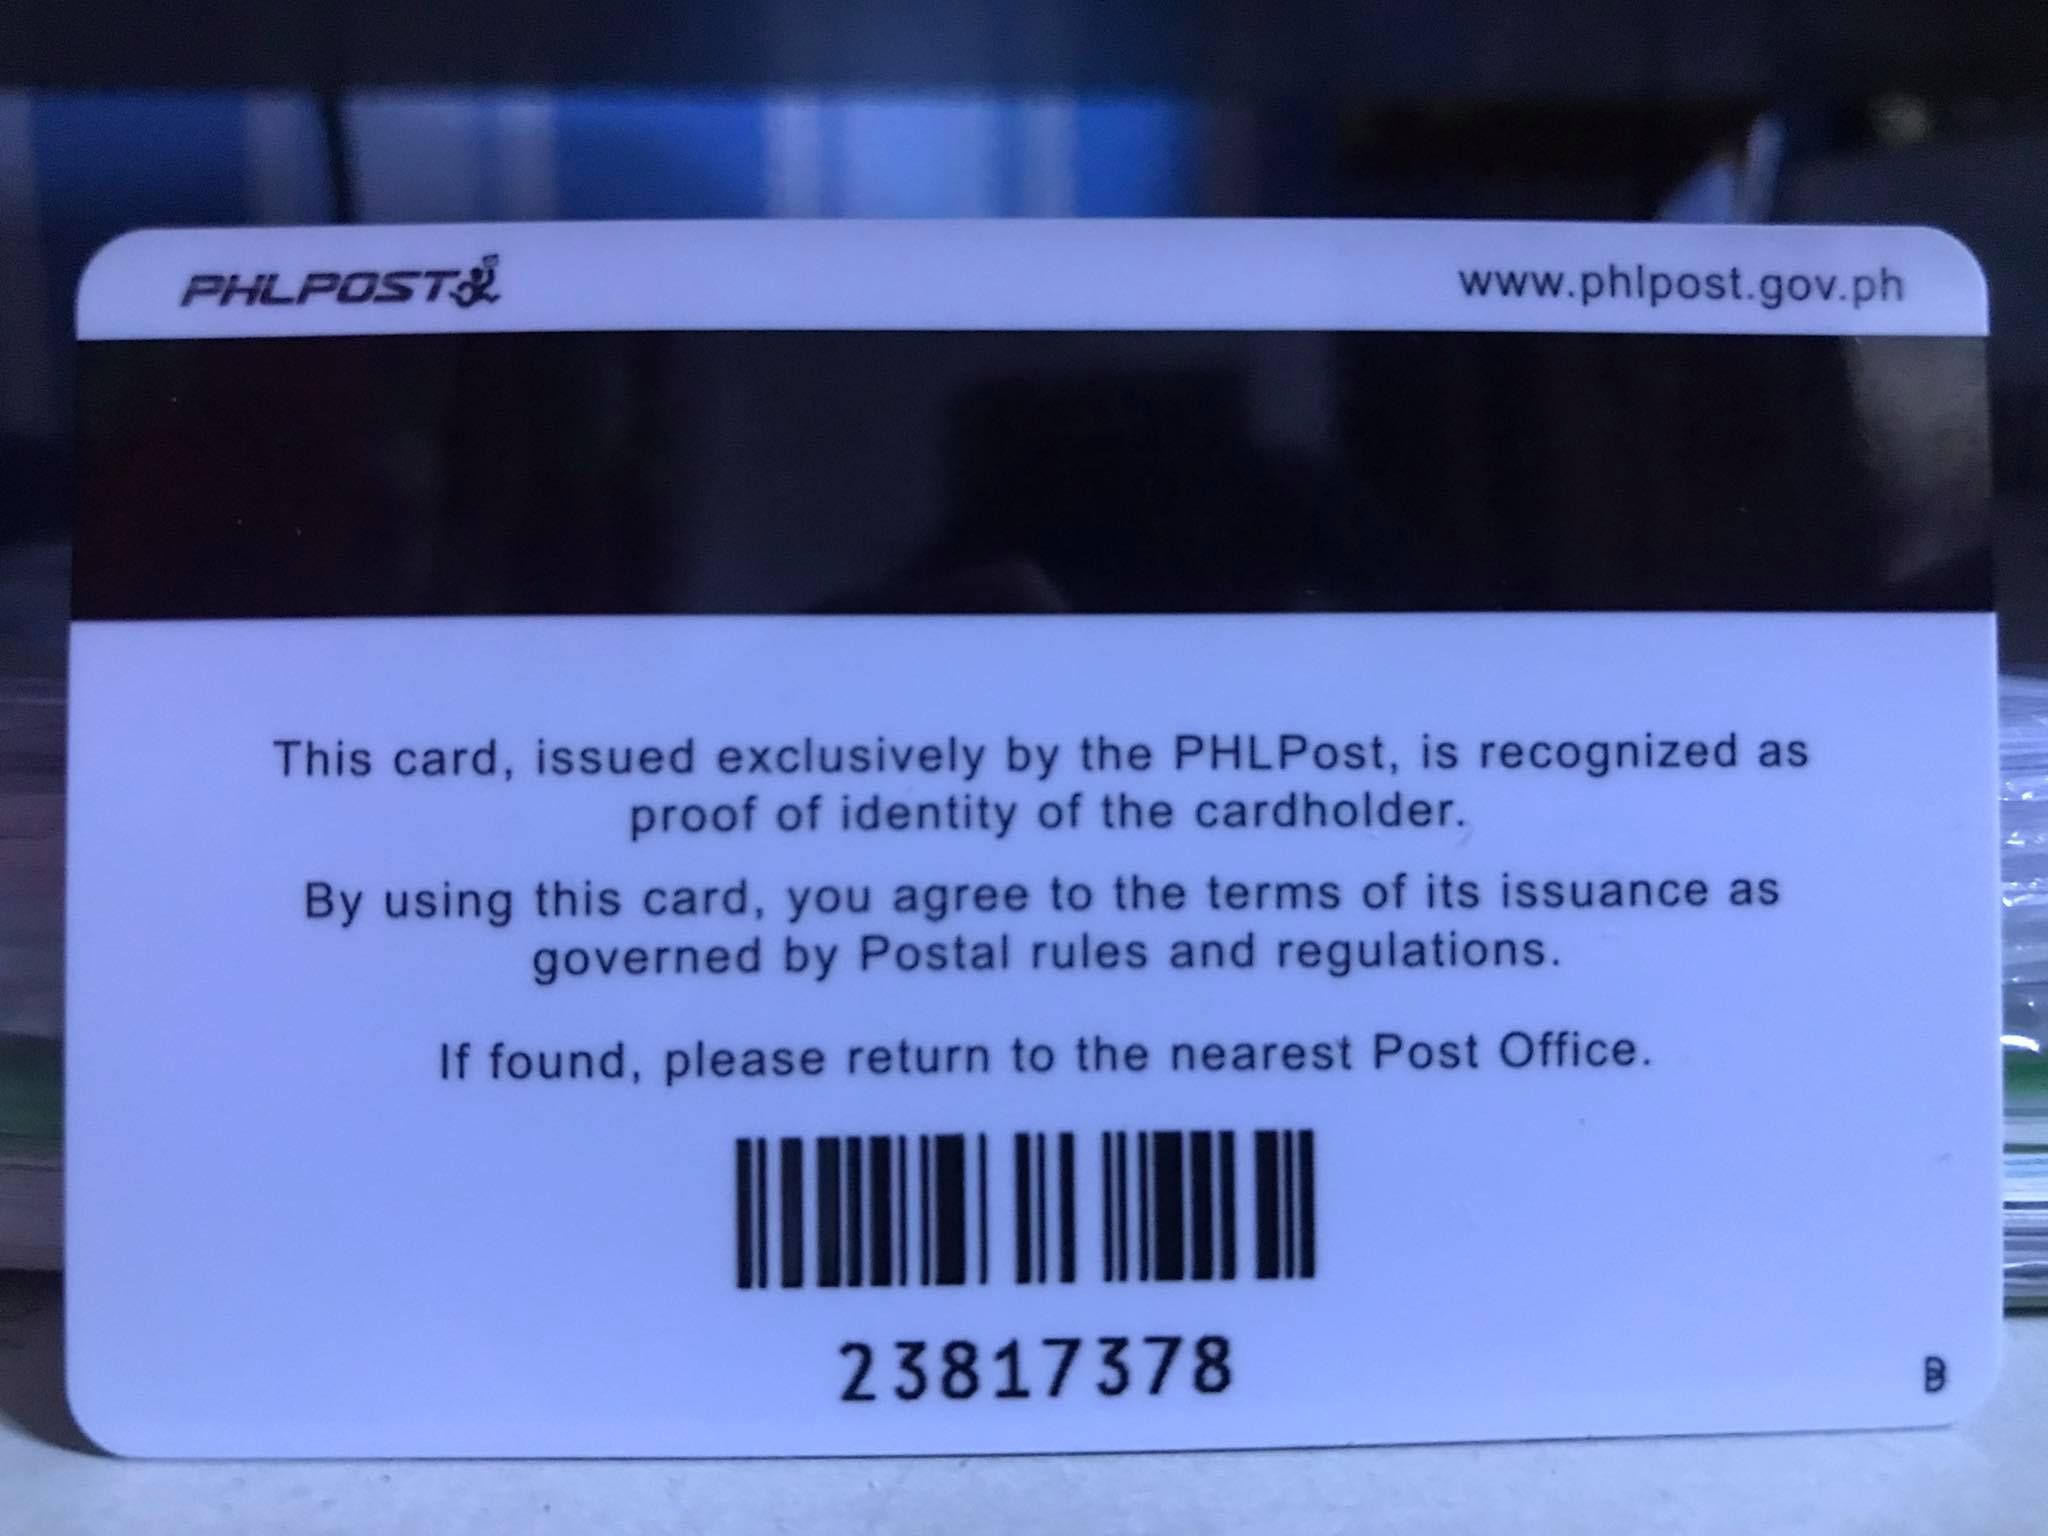 PHLPOST
www.phlpost.gov.ph
This card, issued exclusively by the PHLPost, is recognized as
proof of identity of the cardholder.
By using this card, you agree to the terms of its issuance as
governed by Postal rules and regulations.
If found, please return to the nearest Post Office.
23817378
B